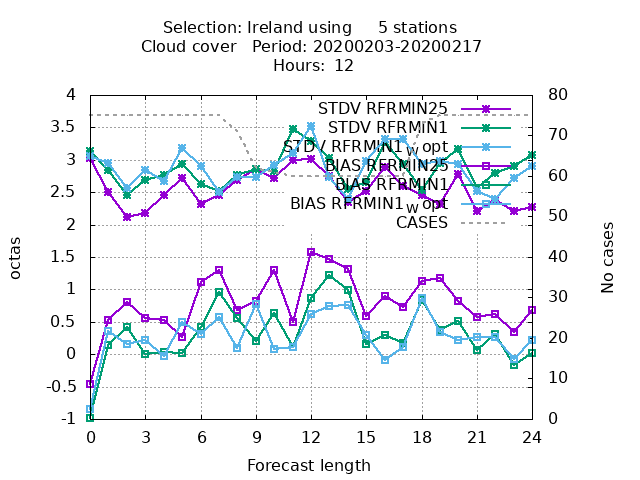 Selection: Ireland using     5 stations
Cloud cover   Period: 20200203-20200217
Hours:  12
STDV RFRMIN25
STDV RFRMIN1
STDV RFRMIN1_w opt
BIAS RFRMIN25
BIAS RFRMIN1
BIAS RFRMIN1_w opt
CASES
4
3.5
3
2.5
2
1.5
1
0.5
0
-0.5
-1
octas
80
70
60
50
40
30
20
10
0
No cases
0 3 6 9 12 15 18 21 24
Forecast length